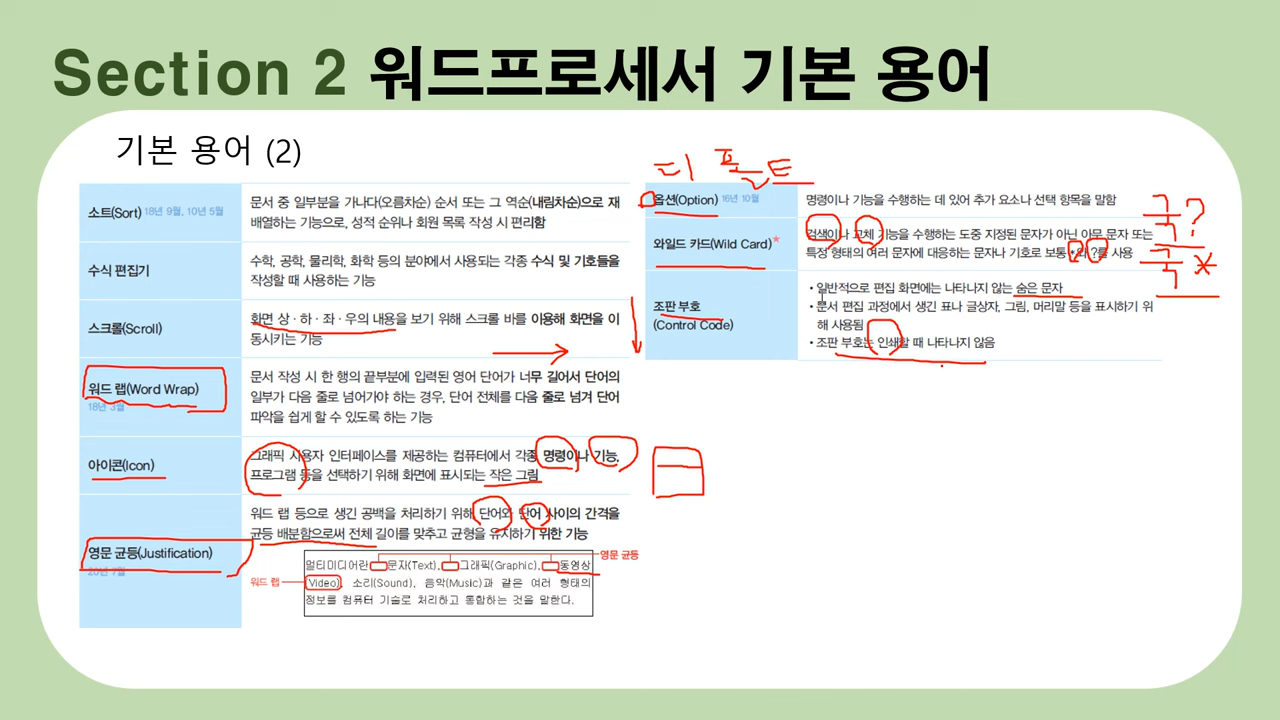 Section 2 워드프로세서 기본 용어
기본 용어 (2)
소트(Sort) 18년 9월, 10년 5월
문서 중 일부분을 가나다(오름차순) 순서 또는 그 역순(내림차순)으로 재
배열하는 기능으로, 성적 순위나 회원 목록 작성 시 편리함
수식 편집기
수학, 공학, 물리학, 화학 등의 분야에서 사용되는 각종 수식 및 기호들을
작성할 때 사용하는 기능
스크롤(Scroll)
화면 상·하·좌·우의 내용을 보기 위해 스크롤 바를 이용해 화면을 이
동시키는 기능
워드 랩(Word Wrap)
18년 3월
문서 작성 시 한 행의 끝부분에 입력된 영어 단어가 너무 길어서 단어의
일부가 다음 줄로 넘어가야 하는 경우, 단어 전체를 다음 줄로 넘겨 단어
파악을 쉽게 할 수 있도록 하는 기능
아이콘(Icon)
그래픽 사용자 인터페이스를 제공하는 컴퓨터에서 각종 명령이나 기능,
프로그램 등을 선택하기 위해 화면에 표시되는 작은 그림
영문 균등(Justification)
20년 7월
워드 랩 등으로 생긴 공백을 처리하기 위해 단어와 단어 사이의 간격을
균등 배분함으로써 전체 길이를 맞추고 균형을 유지하기 위한 기능
영문 균등
멀티미디어란 문자(Text), 그래픽(Graphic), 동영상
워드 랩
(Video), 소리(Sound), 음악(Music)과 같은 여러 형태의
정보를 컴퓨터 기술로 처리하고 통합하는 것을 말한다.
디폴트
옵션(Option) 16년 10월
명령이나 기능을 수행하는 데 있어 추가 요소나 선택 항목을 말함
와일드 카드(Wild Card)*
검색이나 교체 기능을 수행하는 도중 지정된 문자가 아닌 아무 문자 또는
특정 형태의 여러 문자에 대응하는 문자나 기호로 보통 *와 ?를 사용
국?
국*
조판 부호
(Control Code)
• 일반적으로 편집 화면에는 나타나지 않는 숨은 문자
• 문서 편집 과정에서 생긴 표나 글상자, 그림, 머리말 등을 표시하기 위
해 사용됨
• 조판 부호는 인쇄할 때 나타나지 않음